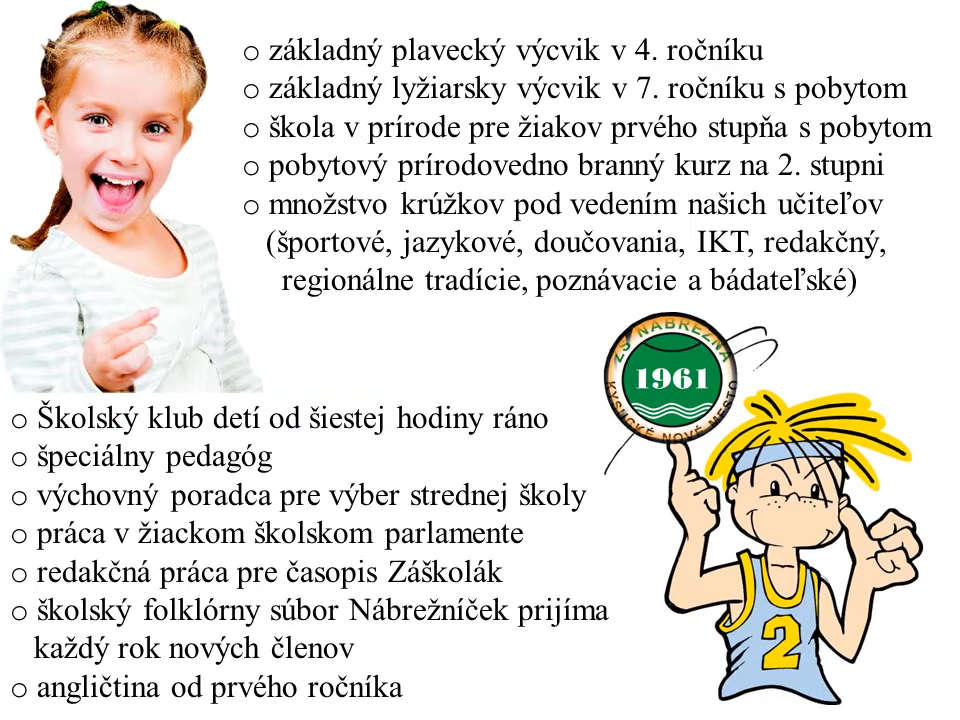 o základný plavecký výcvik v 4. ročníku
o základný lyžiarsky výcvik v 7. ročníku s pobytom
o škola v prírode pre žiakov prvého stupňa s pobytom
o pobytový prírodovedno branný kurz na 2. stupni
o množstvo krúžkov pod vedením našich učiteľov
(športové, jazykové, doučovania, IKT, redakčný,
regionálne tradície, poznávacie a bádateľské)
ZŠ NÁBREŽNÁ
1961
KYSUCKÉ NOVÉ MESTO
o Školský klub detí od šiestej hodiny ráno
o špeciálny pedagóg
o výchovný poradca pre výber strednej školy
o práca v žiackom školskom parlamente
o redakčná práca pre časopis Záškolák
o školský folklórny súbor Nábrežníček prijíma
každý rok nových členov
o angličtina od prvého ročníka
2